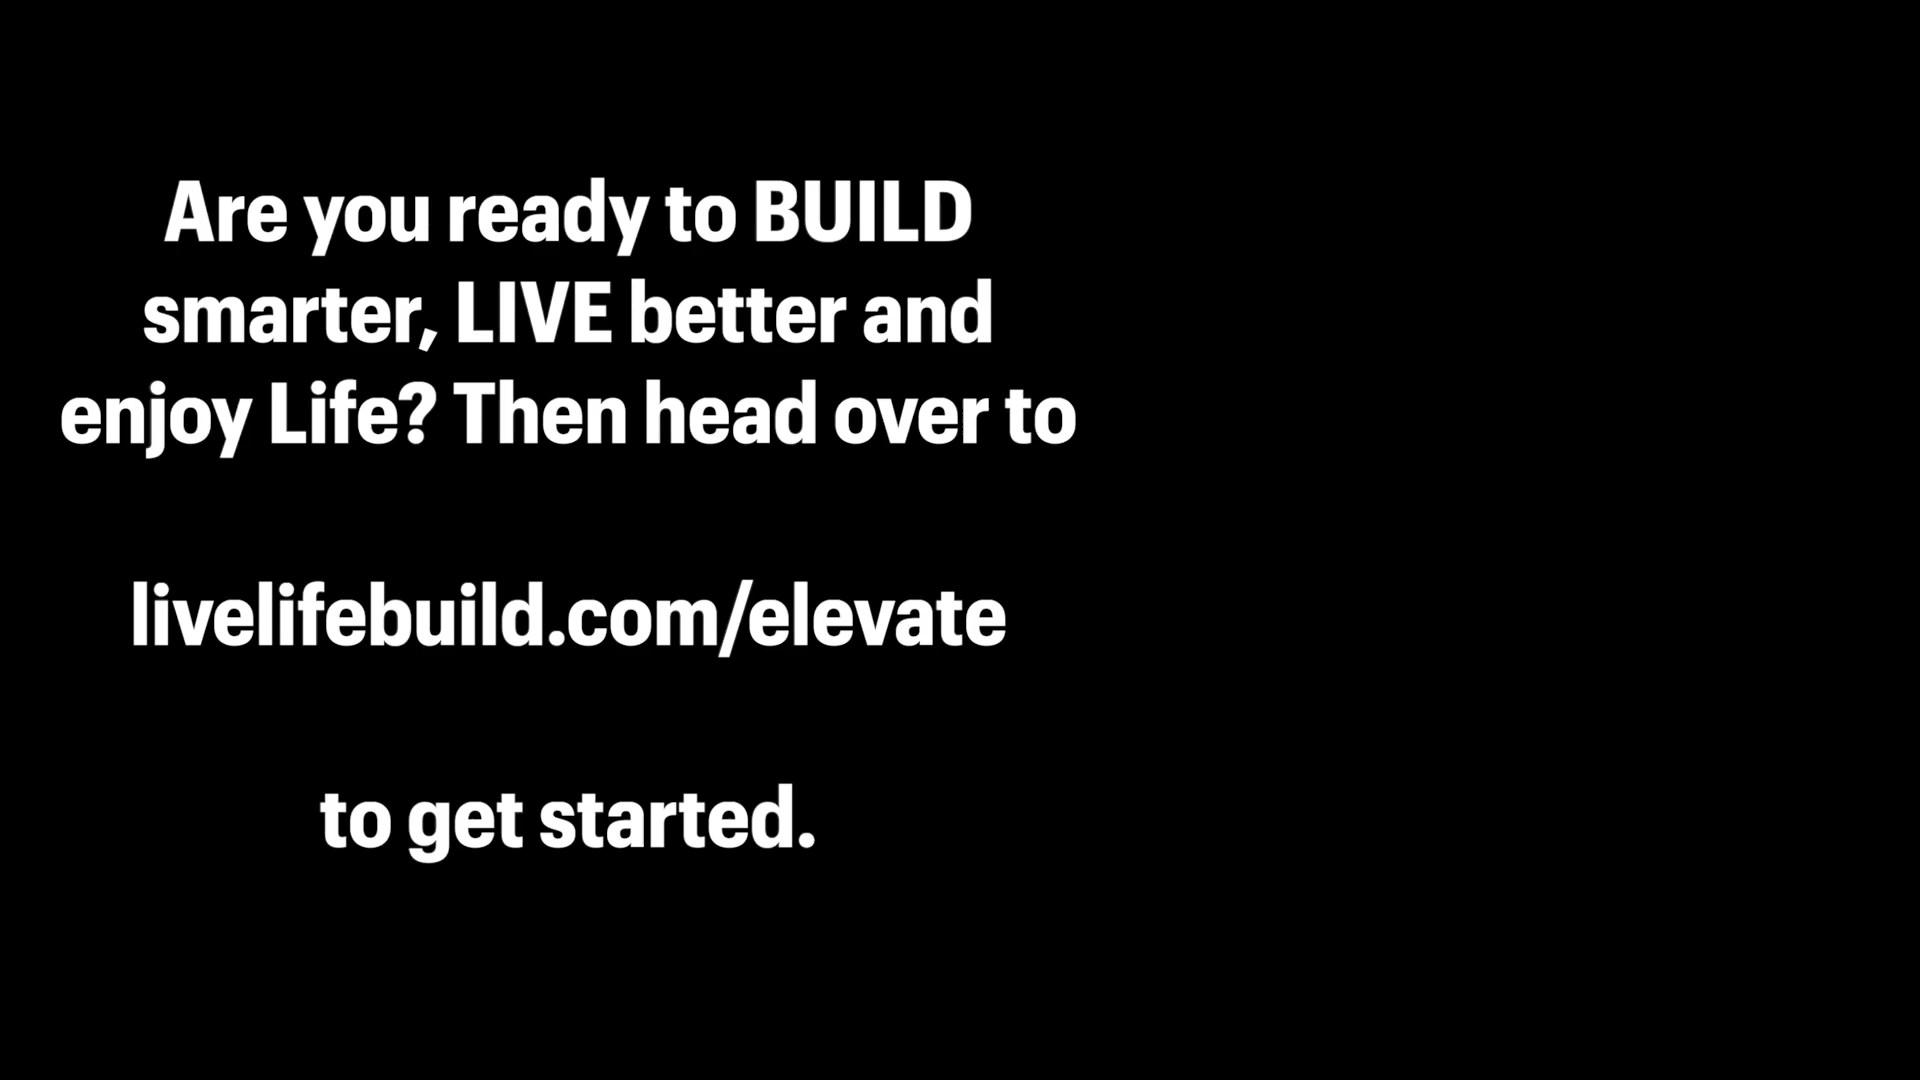 Are you ready to BUILD
smarter, LIVE better and
enjoy Life? Then head over to
livelifebuild.com/elevate
to get started.